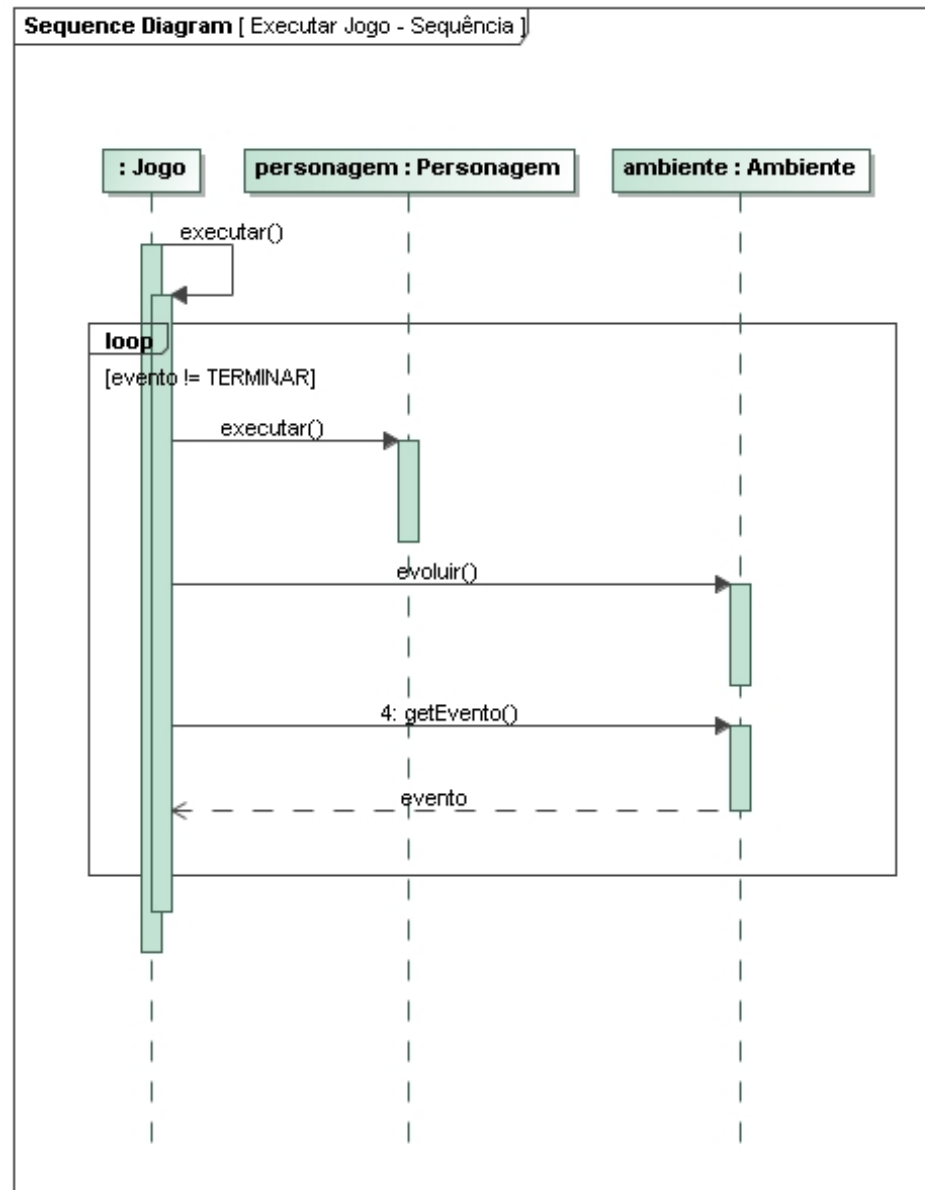 Sequence Diagram [ Executar Jogo - Sequência ]
: Jogo
personagem : Personagem
ambiente : Ambiente
executar()
loop
[evento != TERMINAR]
executar()
evoluir()
4: getEvento()
evento